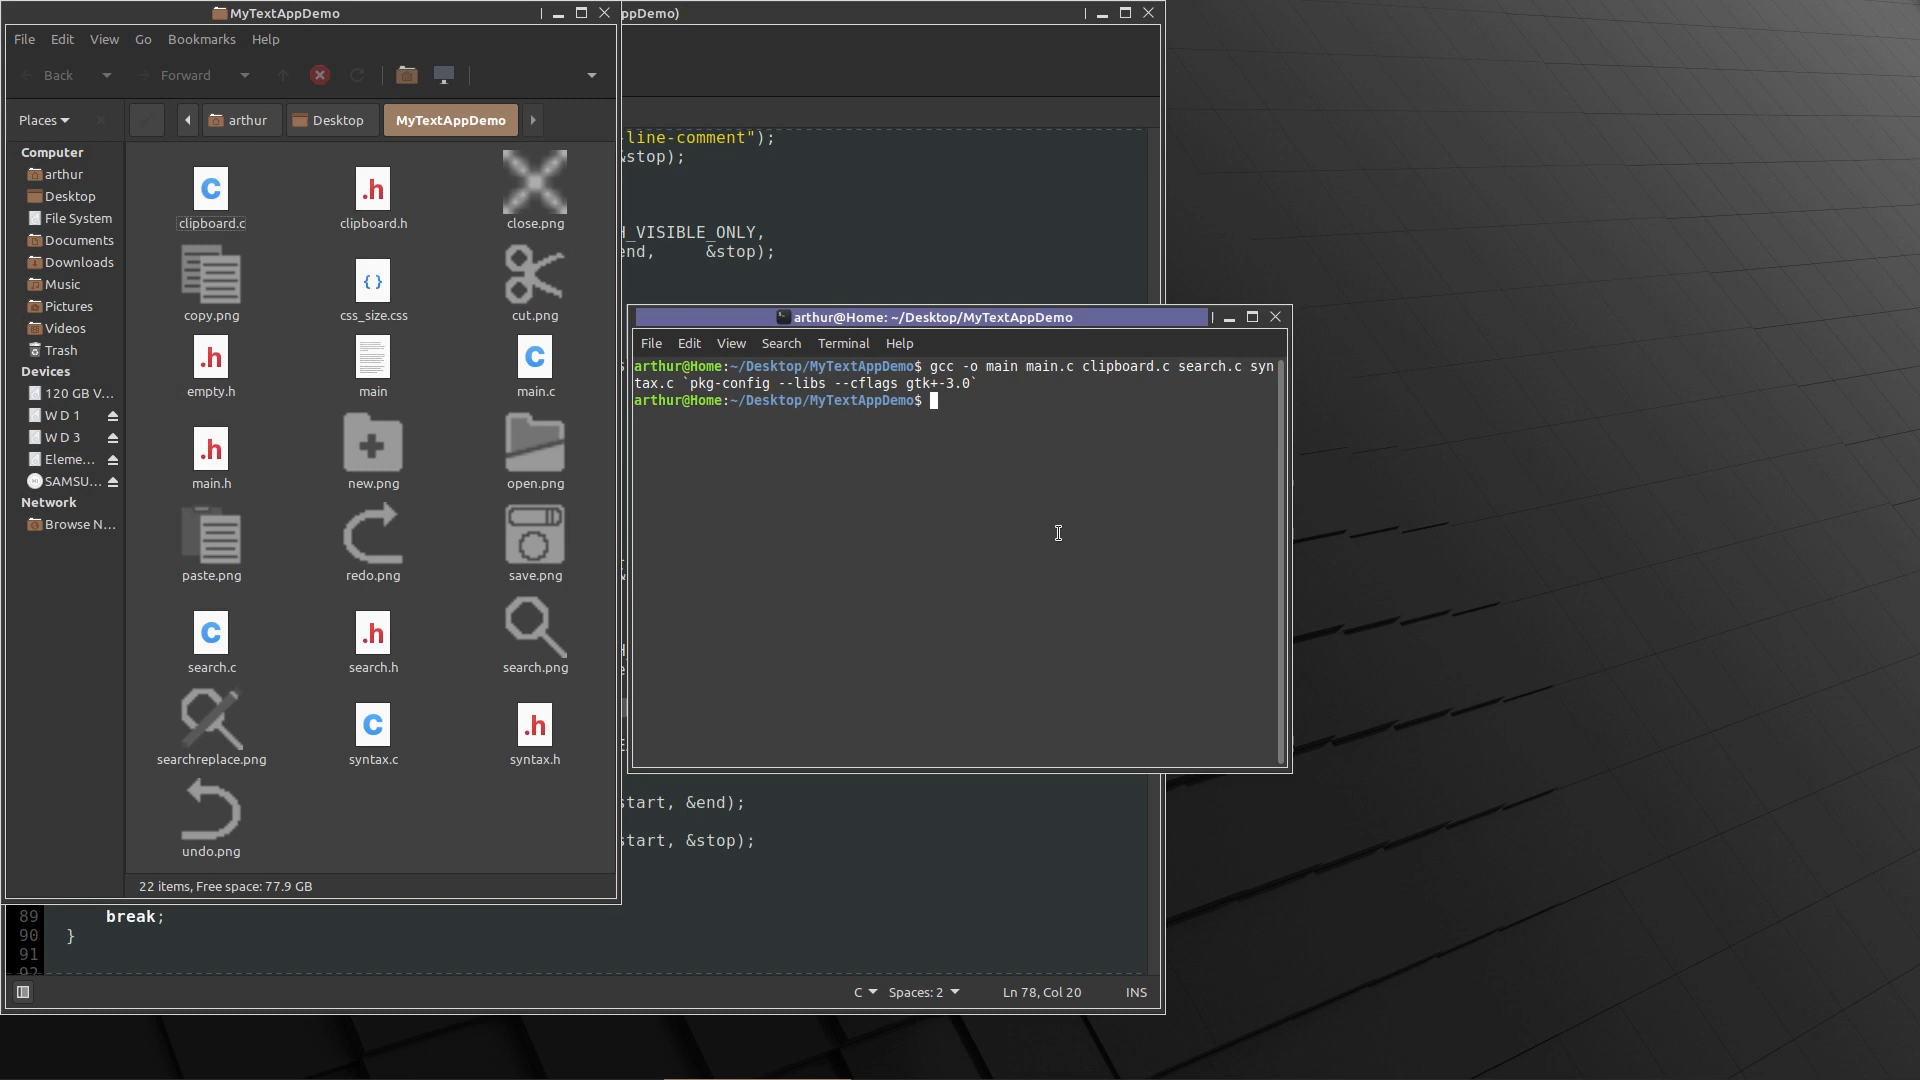 MyTextAppDemo
ppDemo)
File Edit View Go Bookmarks Help
Back Forward
Places arthur Desktop MyTextAppDemo
Computer
arthur
Desktop
File System
Documents
Downloads
Music
Pictures
Videos
Trash
Devices
120 GB V...
W D 1
W D 3
Eleme...
SAMSU...
Network
Browse N...
clipboard.c
clipboard.h
close.png
copy.png
css_size.css
cut.png
empty.h
main
main.c
main.h
new.png
open.png
paste.png
redo.png
save.png
search.c
search.h
search.png
searchreplace.png
syntax.c
syntax.h
undo.png
22 items, Free space: 77.9 GB
-line-comment");
&stop);
H_VISIBLE_ONLY,
end, &stop);
arthur@Home: ~/Desktop/MyTextAppDemo
File Edit View Search Terminal Help
arthur@Home:~/Desktop/MyTextAppDemo$ gcc -o main main.c clipboard.c search.c syn
tax.c `pkg-config --libs --cflags gtk+-3.0`
arthur@Home:~/Desktop/MyTextAppDemo$
start, &end);
start, &stop);
89 break;
90 }
91
92
C Spaces: 2 Ln 78, Col 20 INS